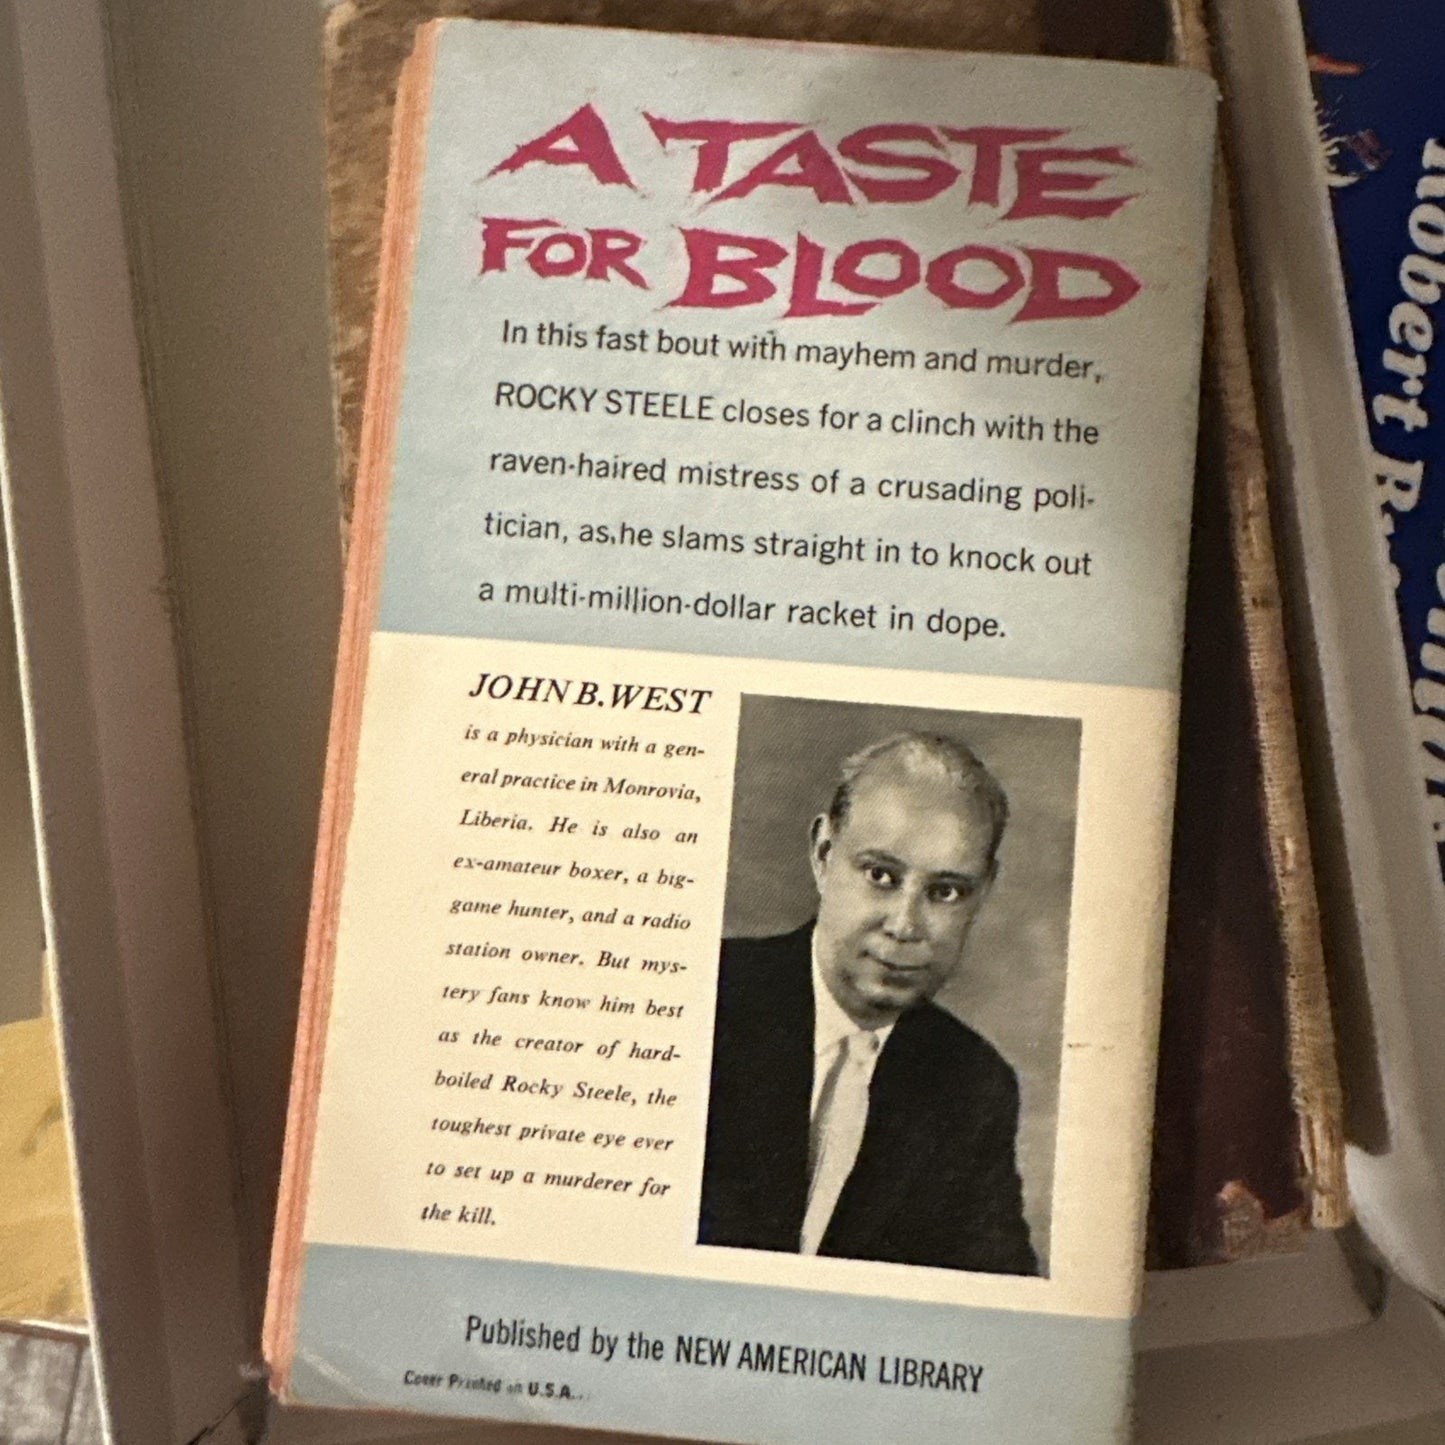 A TASTE
FOR BLOOD
In this fast bout with mayhem and murder,
ROCKY STEELE closes for a clinch with the
raven-haired mistress of a crusading poli-
tician, as he slams straight in to knock out
a multi-million-dollar racket in dope.
JOHN B. WEST
is a physician with a gen-
eral practice in Monrovia,
Liberia. He is also an
ex-amateur boxer, a big-
game hunter, and a radio
station owner. But mys-
tery fans know him best
as the creator of hard-
boiled Rocky Steele, the
toughest private eye ever
to set up a murderer for
the kill.
Published by the NEW AMERICAN LIBRARY
Cover Printed in U.S.A.
Robert